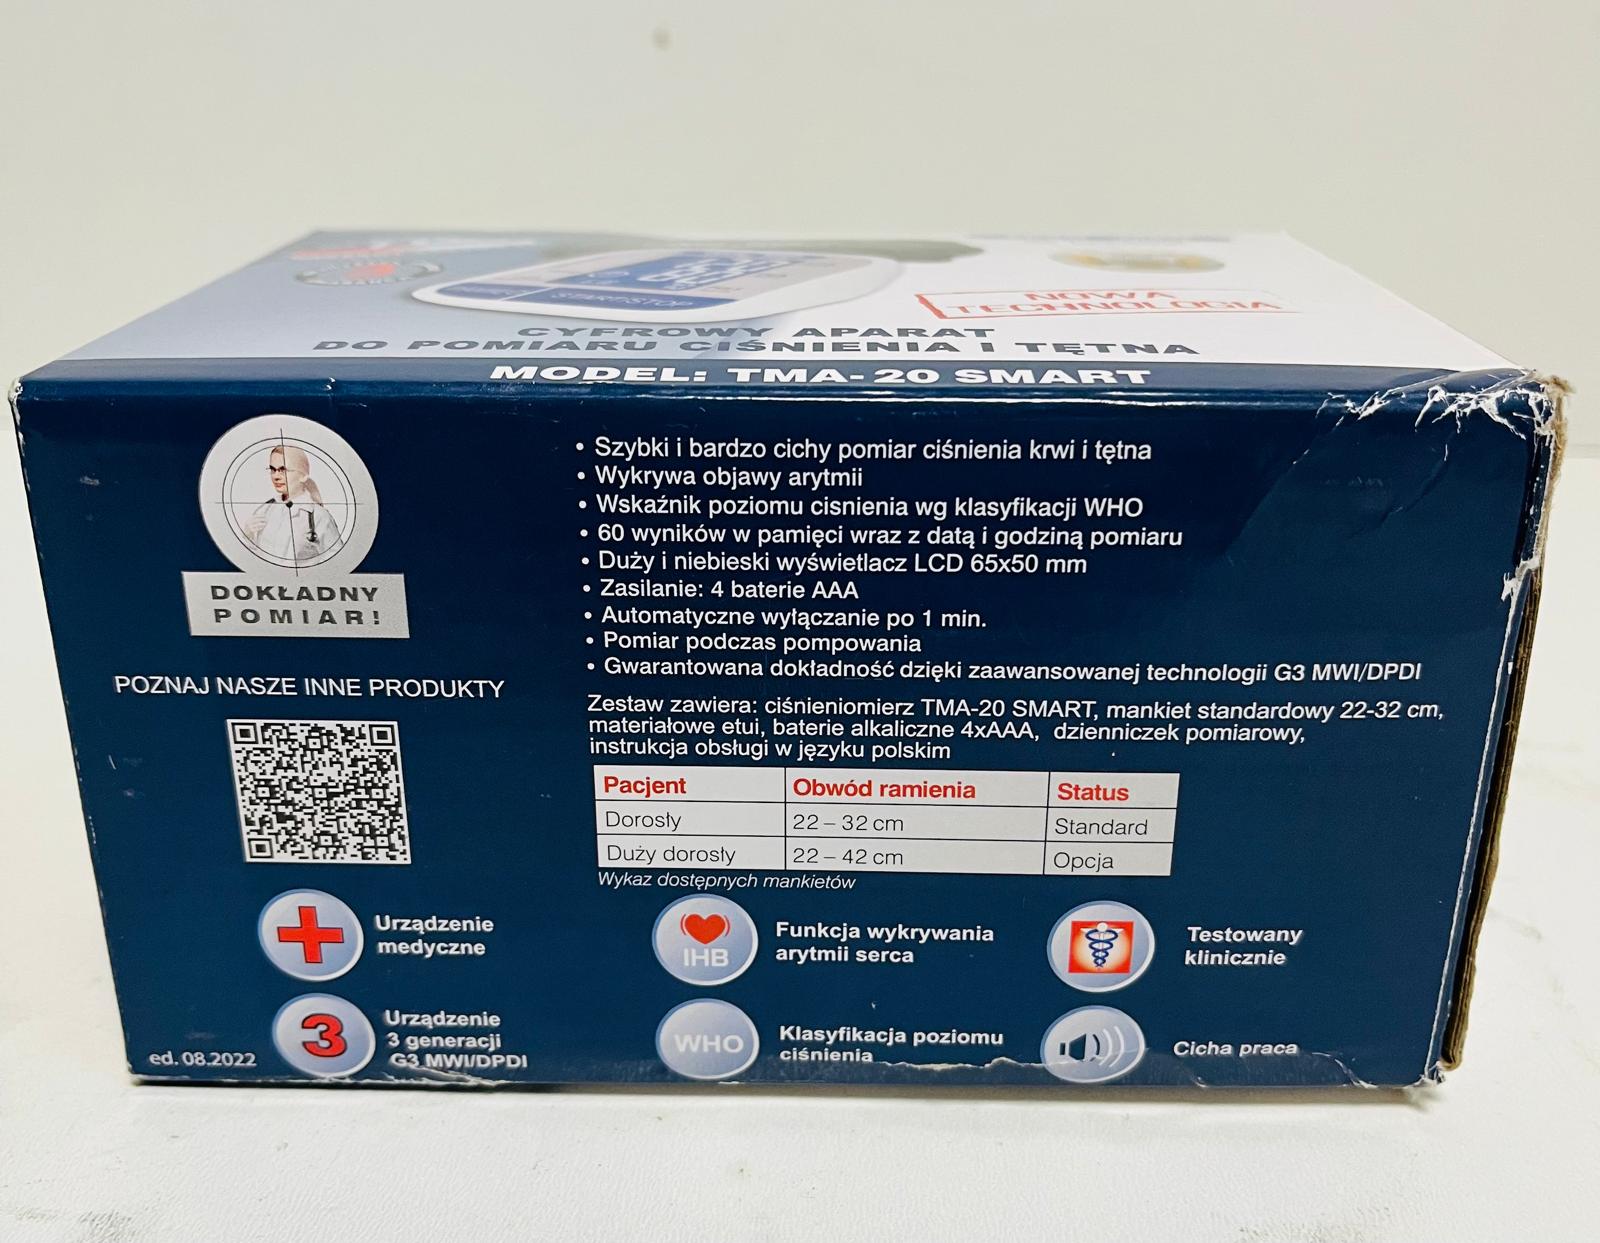 START/STOP
NOWA
TECHNOLOGIA
CYFROWY APARAT
DO POMIARU CIŚNIENIA I TĘTNA
MODEL: TMA-20 SMART
DOKŁADNY
POMIAR!
POZNAJ NASZE INNE PRODUKTY
• Szybki i bardzo cichy pomiar ciśnienia krwi i tętna
• Wykrywa objawy arytmii
• Wskaźnik poziomu cisnienia wg klasyfikacji WHO
• 60 wyników w pamięci wraz z datą i godziną pomiaru
• Duży i niebieski wyświetlacz LCD 65x50 mm
• Zasilanie: 4 baterie AAA
• Automatyczne wyłączanie po 1 min.
• Pomiar podczas pompowania
• Gwarantowana dokładność dzięki zaawansowanej technologii G3 MWI/DPDI
Zestaw zawiera: ciśnieniomierz TMA-20 SMART, mankiet standardowy 22-32 cm,
materiałowe etui, baterie alkaliczne 4xAAA, dzienniczek pomiarowy,
instrukcja obsługi w języku polskim
Pacjent Obwód ramienia Status
Dorosły 22 – 32 cm Standard
Duży dorosły 22 – 42 cm Opcja
Wykaz dostępnych mankietów
Urządzenie
medyczne
IHB
Funkcja wykrywania
arytmii serca
Testowany
klinicznie
3
Urządzenie
3 generacji
G3 MWI/DPDI
WHO
Klasyfikacja poziomu
ciśnienia
Cicha praca
ed. 08.2022